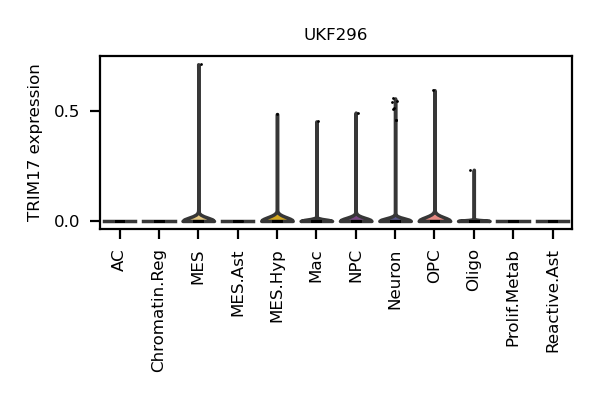 UKF296
TRIM17 expression
0.5
0.0
AC
Chromatin.Reg
MES
MES.Ast
MES.Hyp
Mac
NPC
Neuron
OPC
Oligo
Prolif.Metab
Reactive.Ast